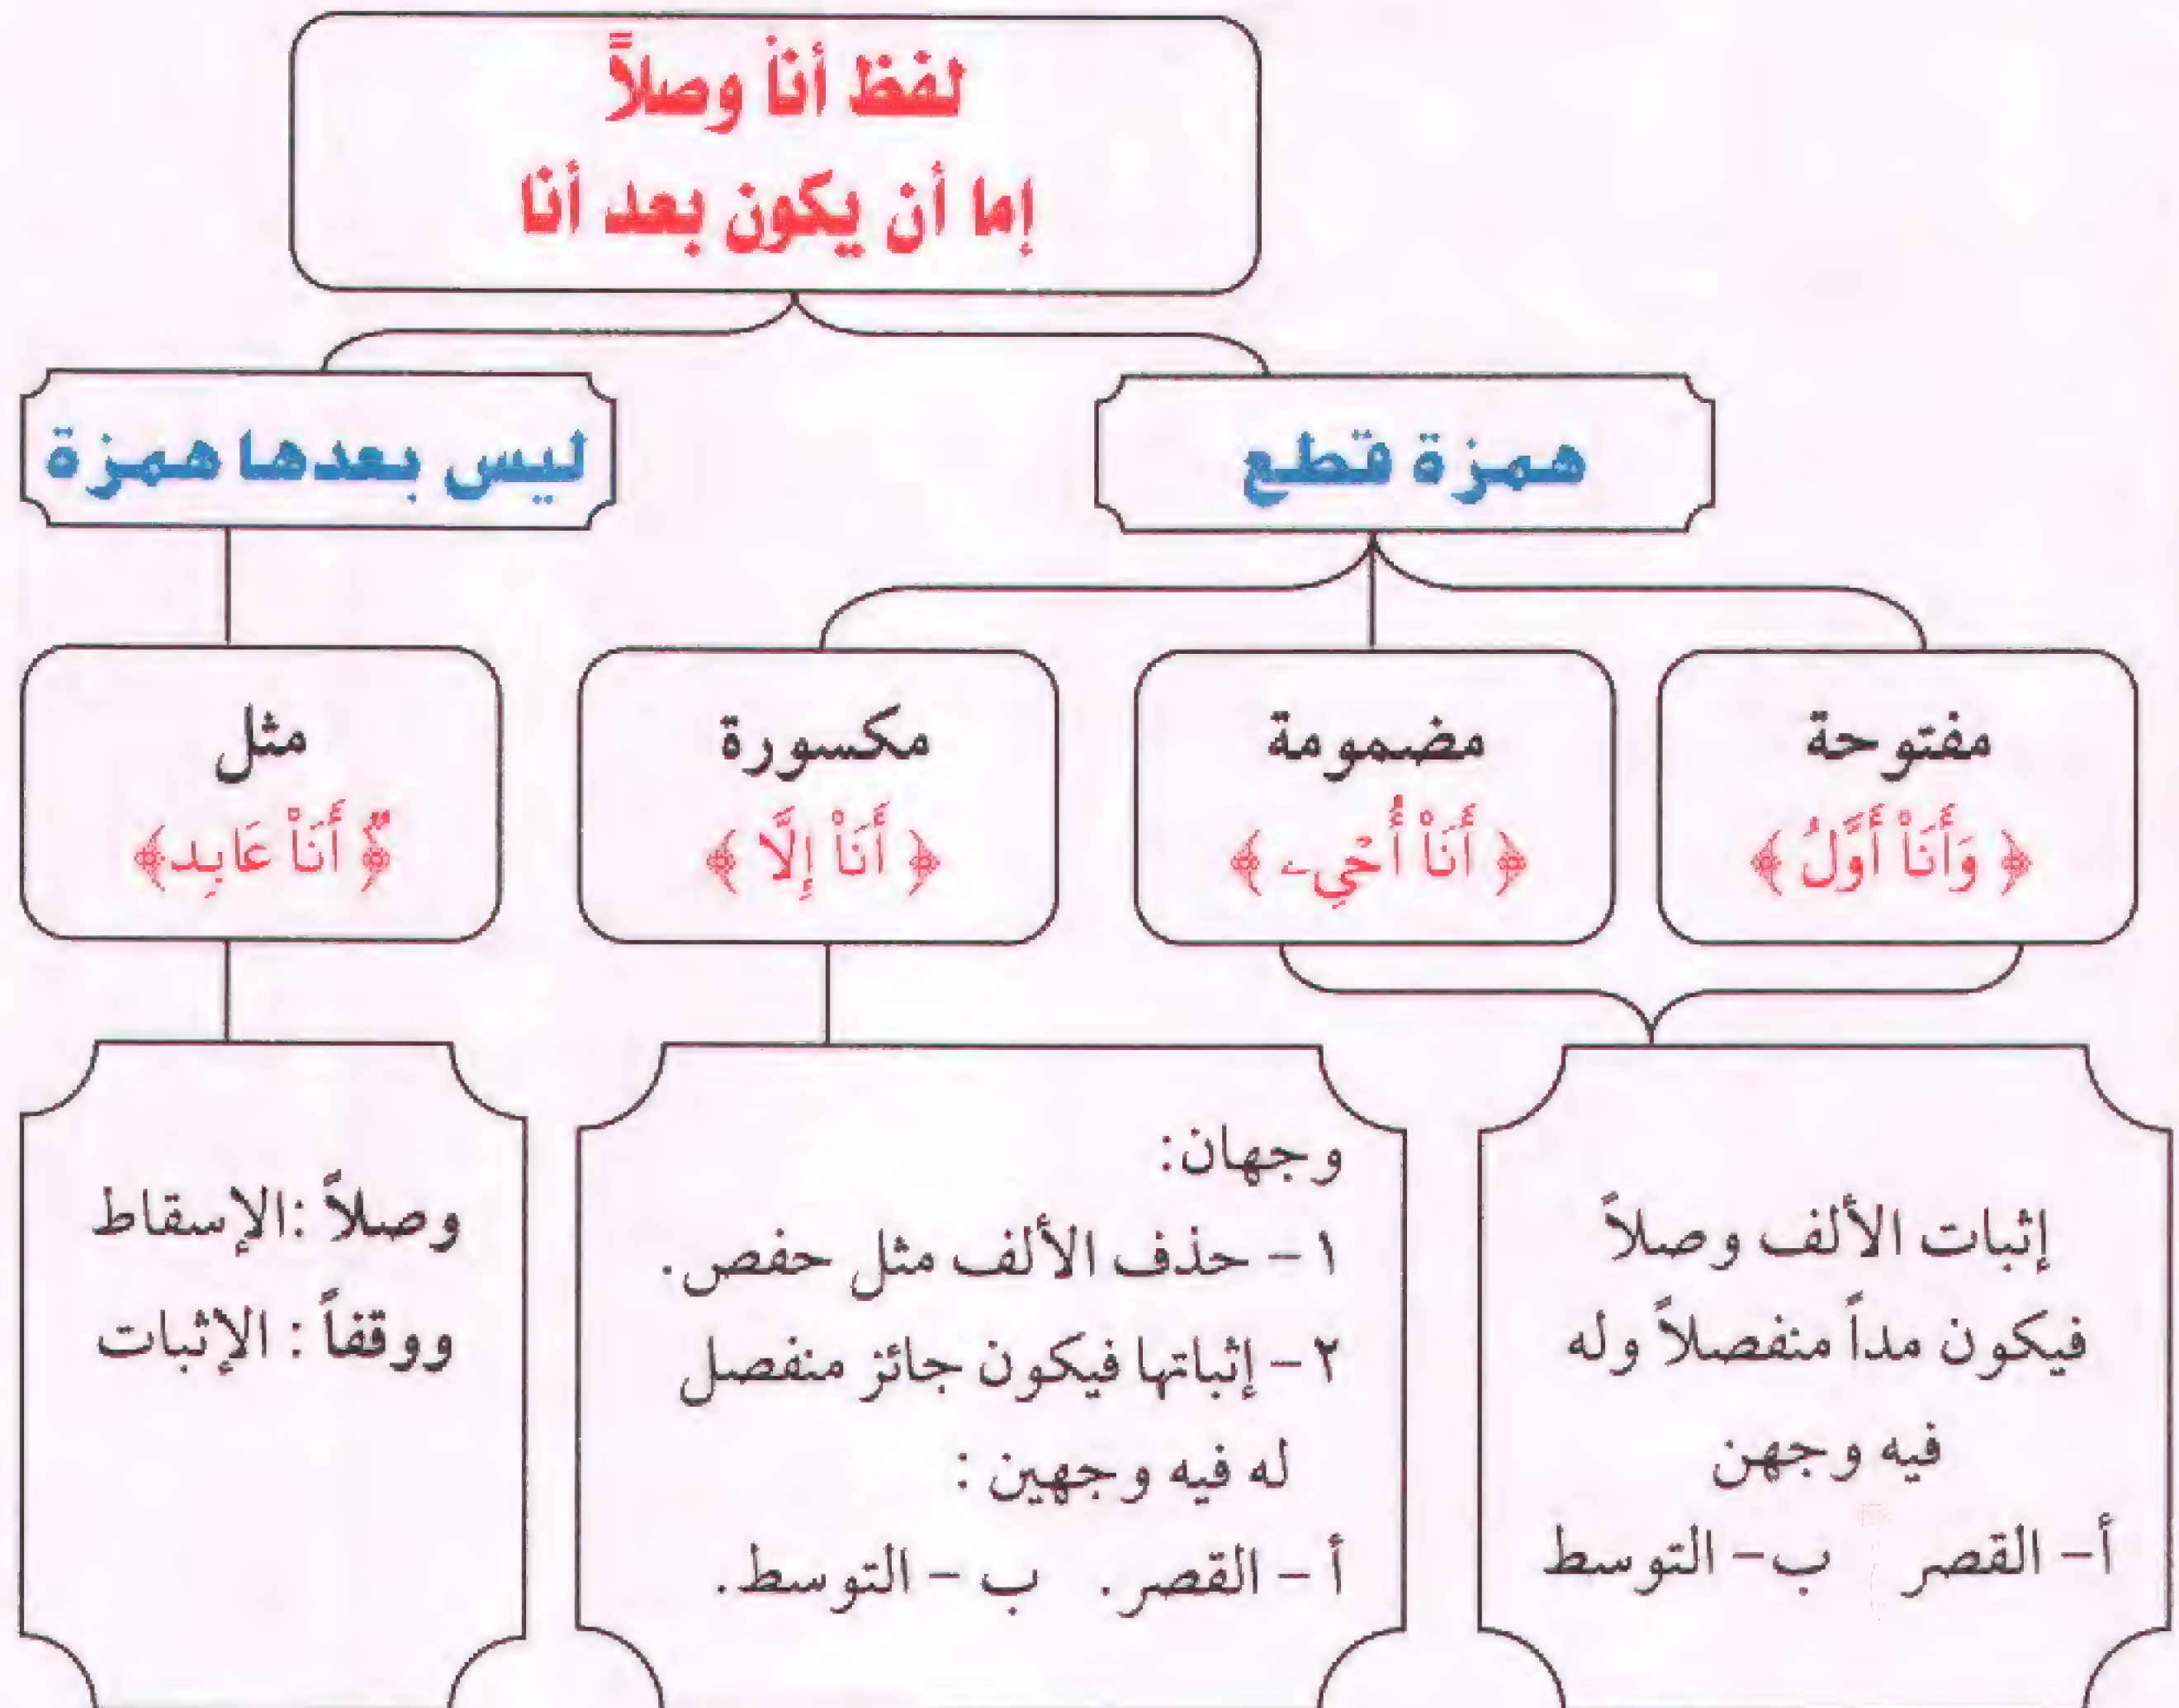 لفظ أناْ وصلاً
إما أن يكون بعد أنا
همزة قطع
ليس بعدها همزة
مفتوحة
﴿ وَأَنَاْ أَوَّلُ ﴾
مضمومة
﴿ أَنَاْ أُحْيِۦ ﴾
مكسورة
﴿ أَنَاْ إِلَّا ﴾
مثل
﴿ أَنَاْ عَابِد﴾
إثبات الألف وصلاً
فيكون مداً منفصلاً وله
فيه وجهن
أ- القصر ب- التوسط
وجهان:
١ - حذف الألف مثل حفص.
٢ - إثباتها فيكون جائز منفصل
له فيه وجهين :
أ - القصر. ب - التوسط.
وصلاً :الإسقاط
ووقفاً : الإثبات